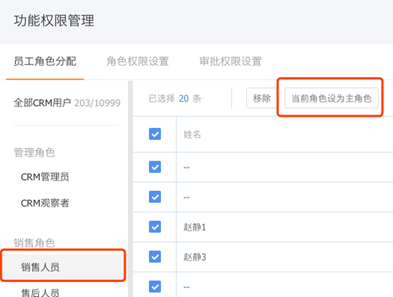 功能权限管理
员工角色分配 角色权限设置 审批权限设置
全部CRM用户 203/10999
已选择 20 条 移除 当前角色设为主角色
姓名
管理角色
--
CRM管理员
--
CRM观察者
赵静1
销售角色
赵静3
销售人员
--
售后人员